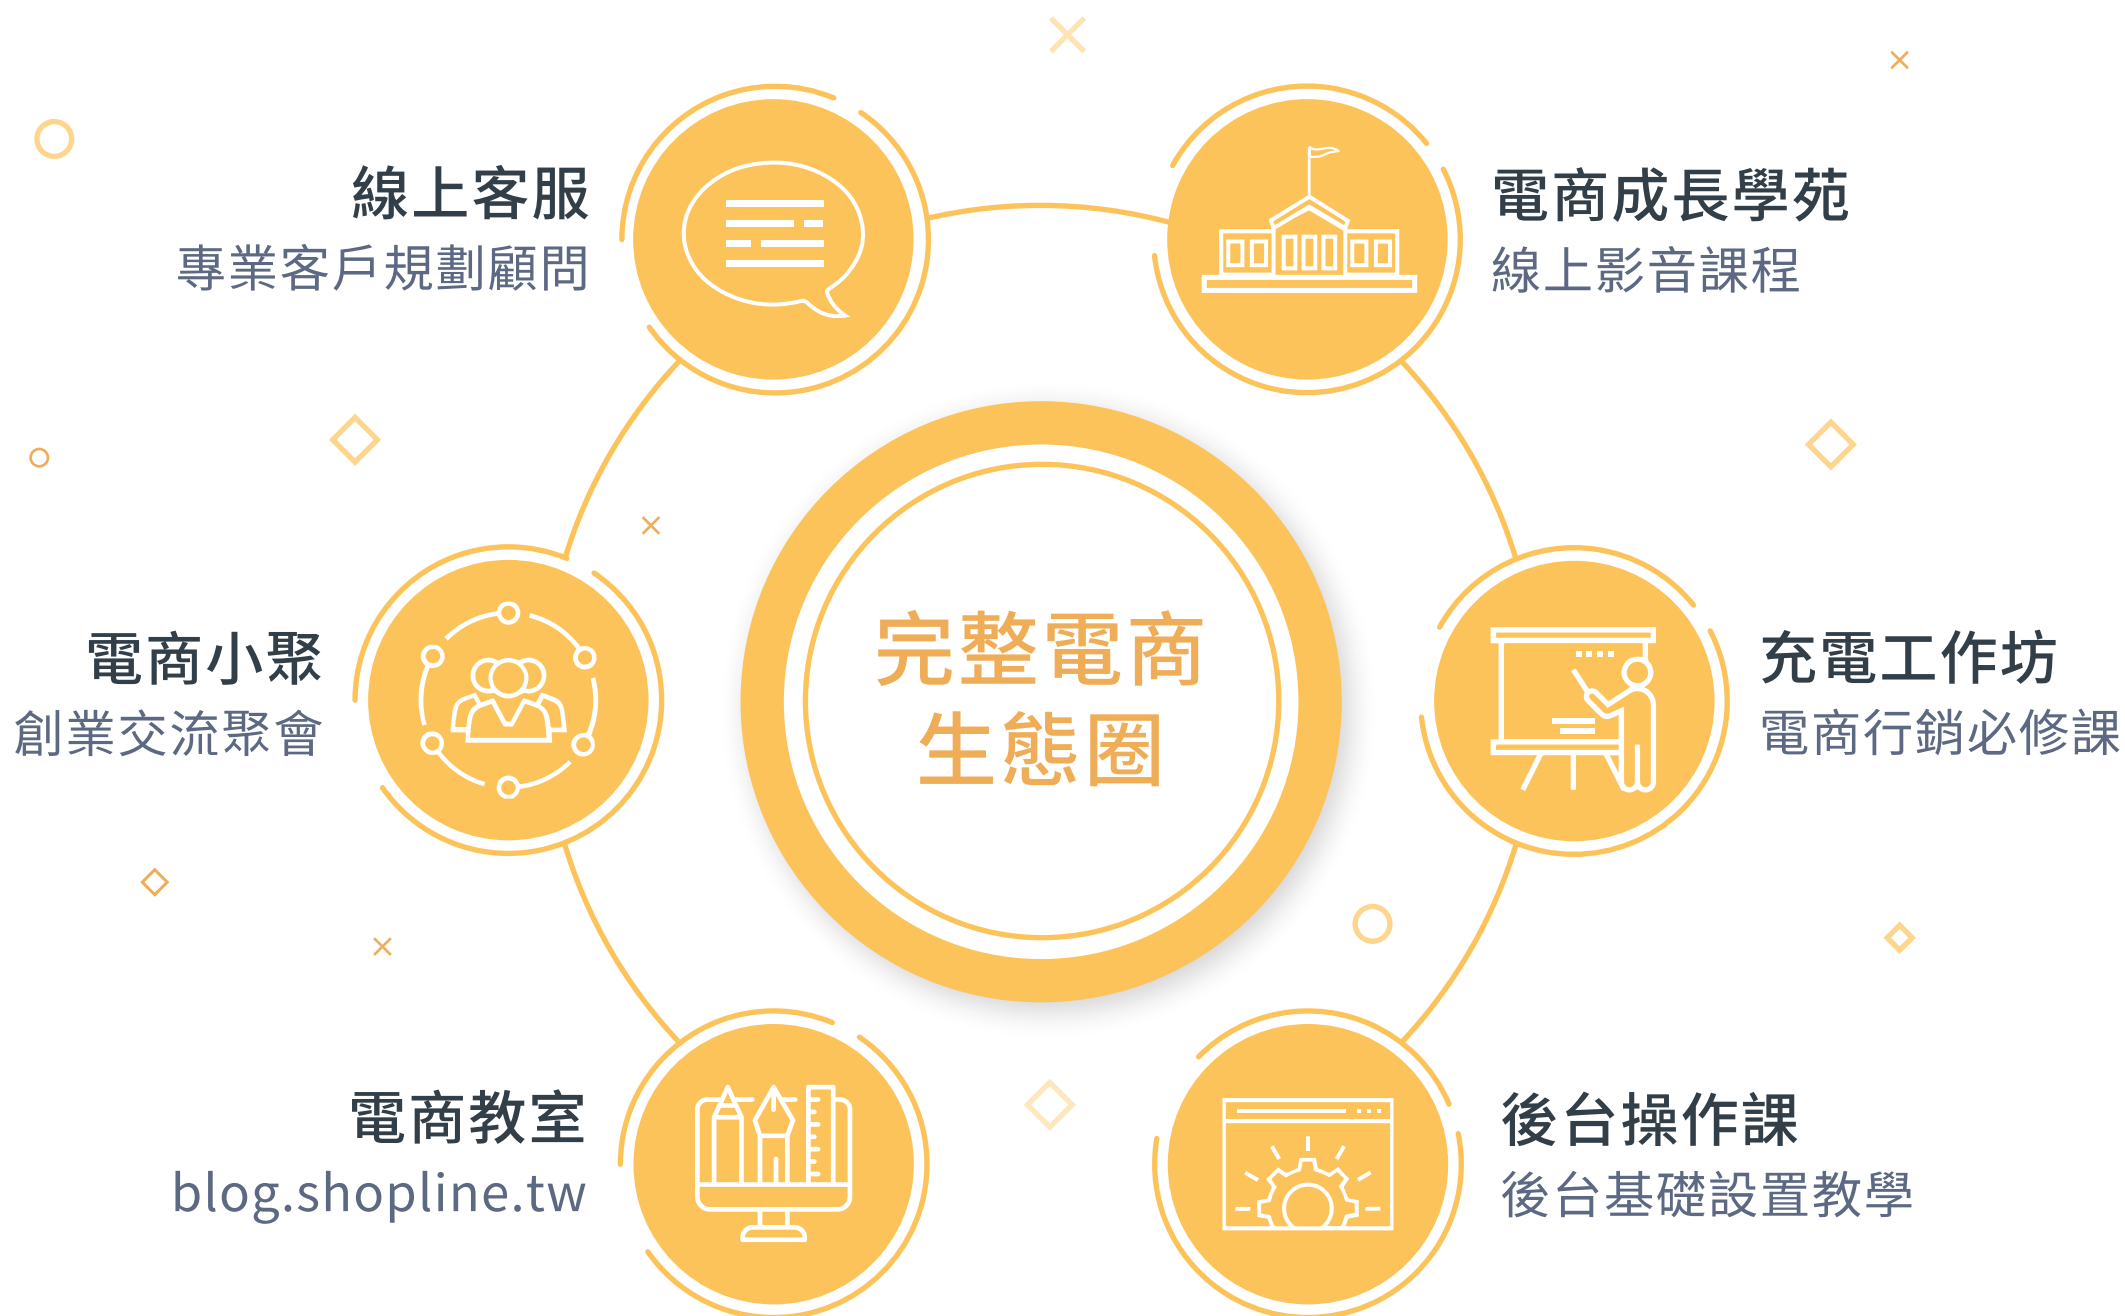 線上客服
專業客戶規劃顧問
電商成長學苑
線上影音課程
電商小聚
創業交流聚會
完整電商
生態圈
充電工作坊
電商行銷必修課
電商教室
blog.shopline.tw
後台操作課
後台基礎設置教學